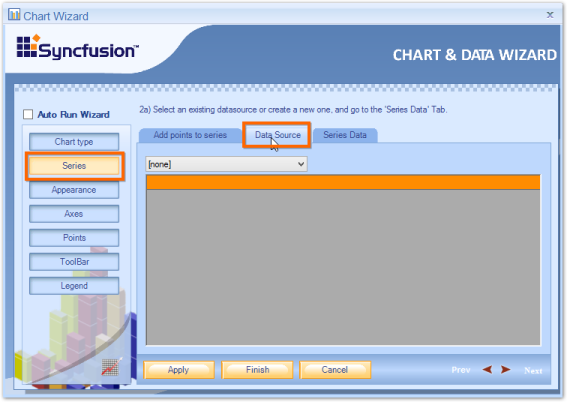 Chart Wizard x
Syncfusion™
CHART & DATA WIZARD
Auto Run Wizard
Chart type
Series
Appearance
Axes
Points
ToolBar
Legend
2a) Select an existing datasource or create a new one, and go to the 'Series Data' Tab.
Add points to series Data Source Series Data
[none]
Apply Finish Cancel Prev Next